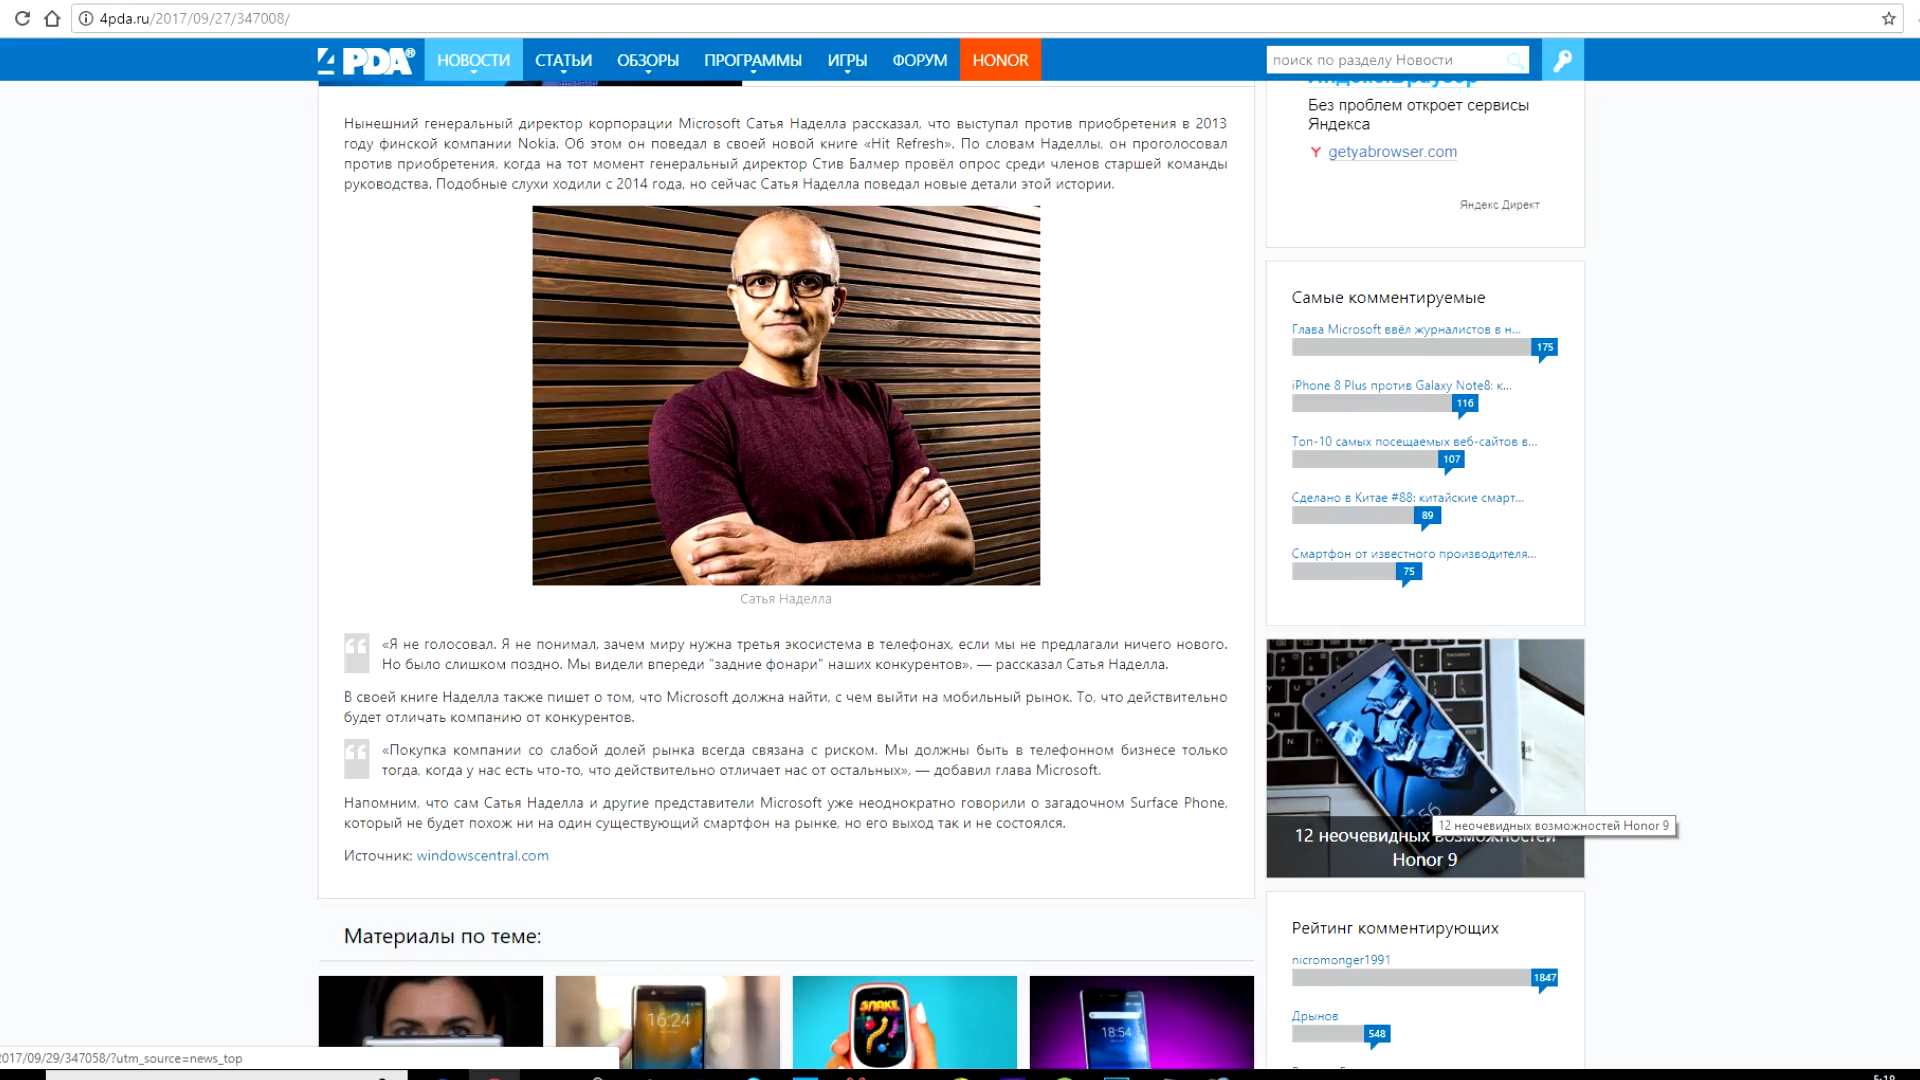 4pda.ru/2017/09/27/347008/
4PDA®
НОВОСТИ
СТАТЬИ
ОБЗОРЫ
ПРОГРАММЫ
ИГРЫ
ФОРУМ
HONOR
поиск по разделу Новости
Без проблем откроет сервисы
Яндекса
getyabrowser.com
Яндекс Директ
Нынешний генеральный директор корпорации Microsoft Сатья Наделла рассказал, что выступал против приобретения в 2013
году финской компании Nokia. Об этом он поведал в своей новой книге «Hit Refresh». По словам Наделлы, он проголосовал
против приобретения, когда на тот момент генеральный директор Стив Балмер провёл опрос среди членов старшей команды
руководства. Подобные слухи ходили с 2014 года, но сейчас Сатья Наделла поведал новые детали этой истории.
Сатья Наделла
«Я не голосовал. Я не понимал, зачем миру нужна третья экосистема в телефонах, если мы не предлагали ничего нового.
Но было слишком поздно. Мы видели впереди "задние фонари" наших конкурентов», — рассказал Сатья Наделла.
В своей книге Наделла также пишет о том, что Microsoft должна найти, с чем выйти на мобильный рынок. То, что действительно
будет отличать компанию от конкурентов.
«Покупка компании со слабой долей рынка всегда связана с риском. Мы должны быть в телефонном бизнесе только
тогда, когда у нас есть что-то, что действительно отличает нас от остальных», — добавил глава Microsoft.
Напомним, что сам Сатья Наделла и другие представители Microsoft уже неоднократно говорили о загадочном Surface Phone,
который не будет похож ни на один существующий смартфон на рынке, но его выход так и не состоялся.
Источник: windowscentral.com
Материалы по теме:
16:24
SNAKE
18:54
Самые комментируемые
Глава Microsoft ввёл журналистов в н...
175
iPhone 8 Plus против Galaxy Note8: к...
116
Топ-10 самых посещаемых веб-сайтов в...
107
Сделано в Китае #88: китайские смарт...
89
Смартфон от известного производителя...
75
12 неочевидных возможностей Honor 9
12 неочевидных возможностей
Honor 9
Рейтинг комментирующих
nicromonger1991
1847
Дрынов
548
2017/09/29/347058/?utm_source=news_top